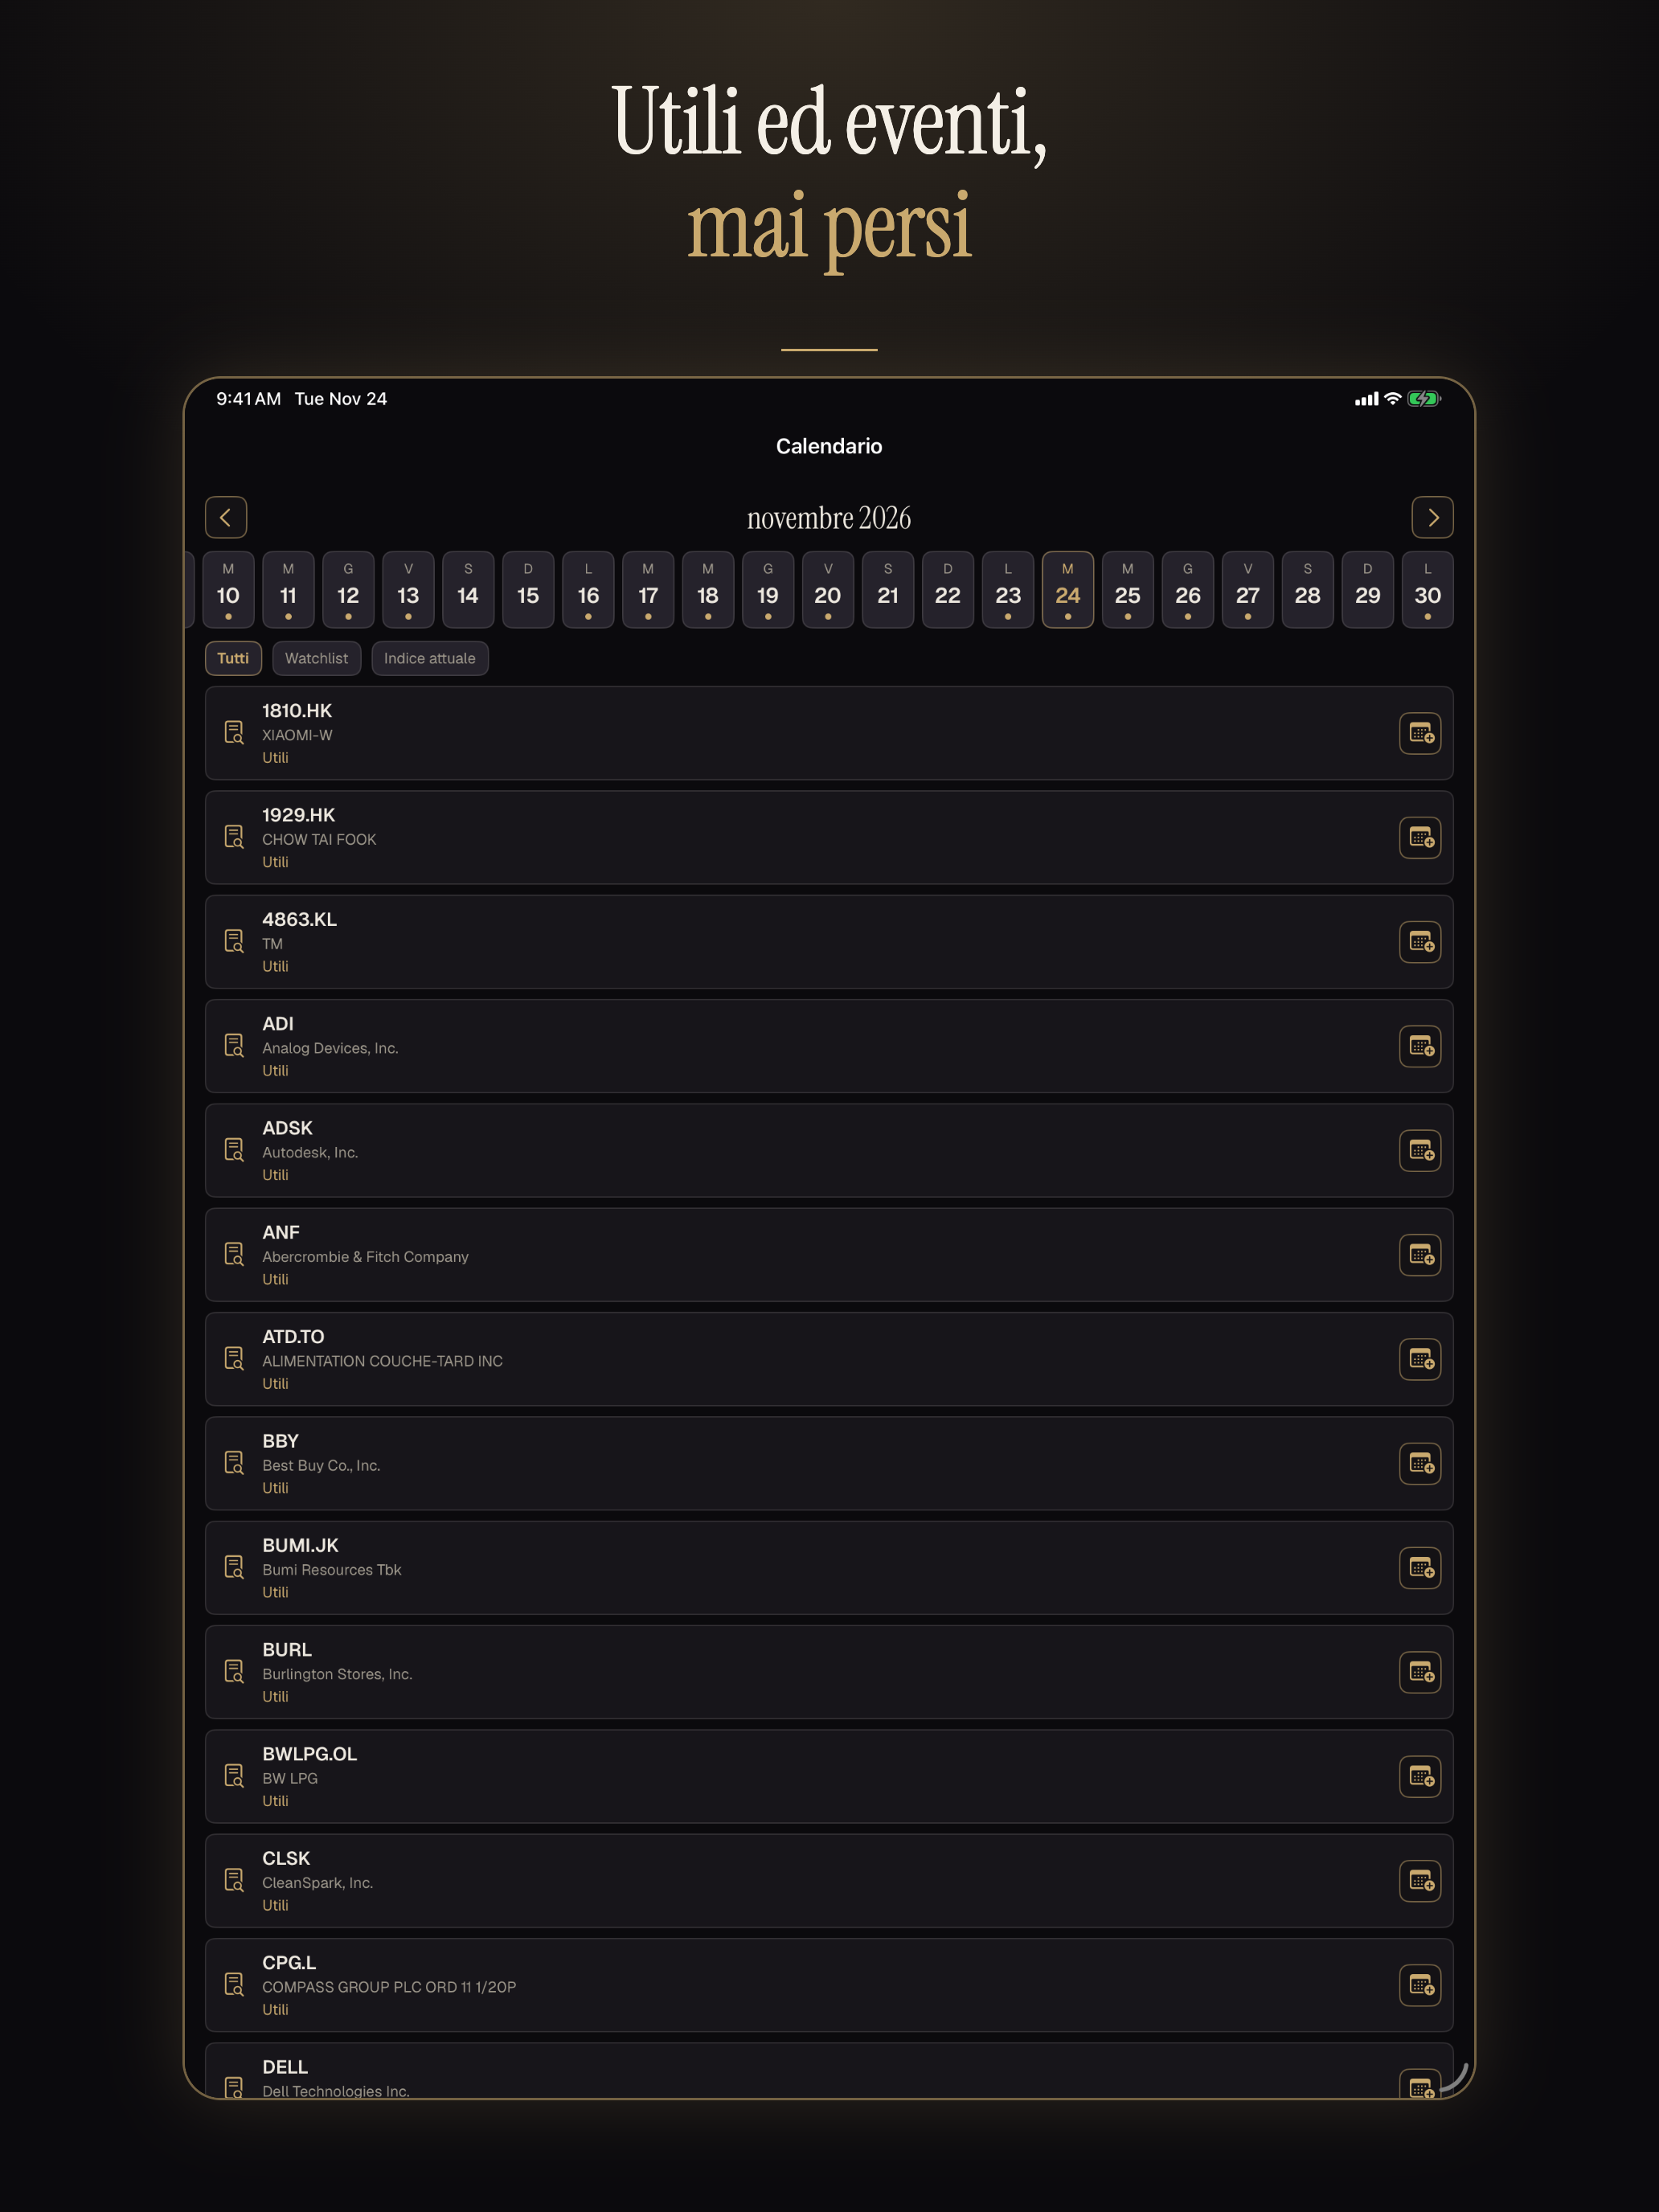 Utili ed eventi,
mai persi
9:41 AM Tue Nov 24
Calendario
novembre 2026
M M G V S D L M M G V S D L M M G V S D L
10 11 12 13 14 15 16 17 18 19 20 21 22 23 24 25 26 27 28 29 30
Tutti Watchlist Indice attuale
1810.HK
XIAOMI-W
Utili
1929.HK
CHOW TAI FOOK
Utili
4863.KL
TM
Utili
ADI
Analog Devices, Inc.
Utili
ADSK
Autodesk, Inc.
Utili
ANF
Abercrombie & Fitch Company
Utili
ATD.TO
ALIMENTATION COUCHE-TARD INC
Utili
BBY
Best Buy Co., Inc.
Utili
BUMI.JK
Bumi Resources Tbk
Utili
BURL
Burlington Stores, Inc.
Utili
BWLPG.OL
BW LPG
Utili
CLSK
CleanSpark, Inc.
Utili
CPG.L
COMPASS GROUP PLC ORD 11 1/20P
Utili
DELL
Dell Technologies Inc.